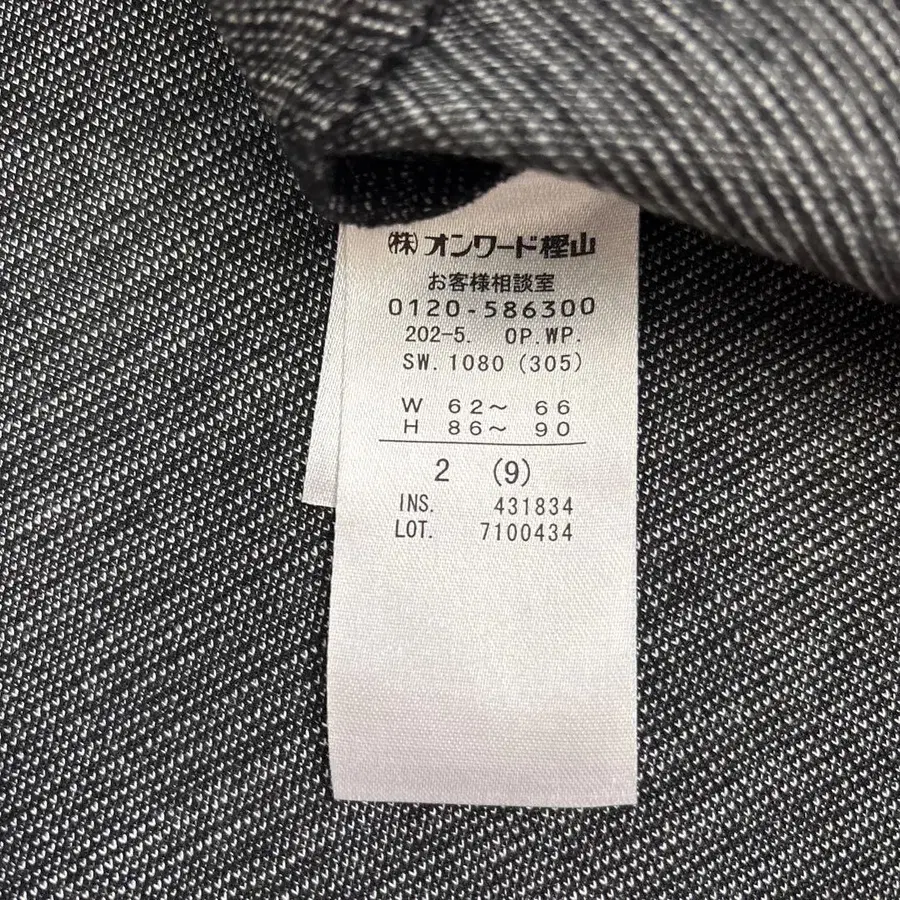 ㈱オンワード樫山
お客様相談室
0120-586300
202-5. OP.WP.
SW.1080(305)
W 62～ 66
H 86～ 90
2 (9)
INS. 431834
LOT. 7100434